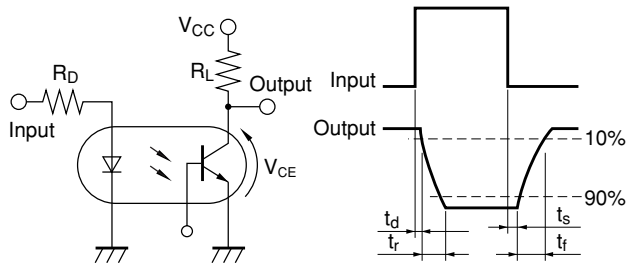 V_CC
R_L
Output
R_D
Input
V_CE
Input
Output
10%
90%
t_d
t_s
t_r
t_f